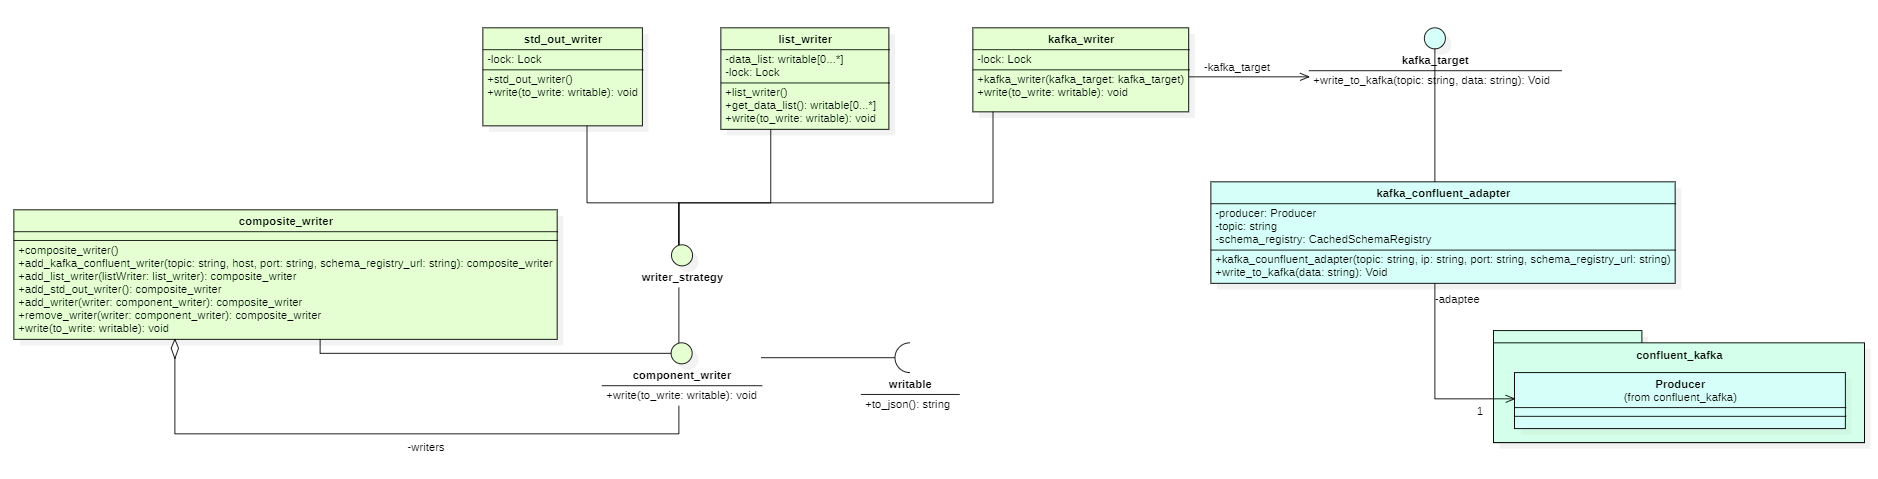 std_out_writer
-lock: Lock
+std_out_writer()
+write(to_write: writable): void
list_writer
-data_list: writable[0...*]
-lock: Lock
+list_writer()
+get_data_list(): writable[0...*]
+write(to_write: writable): void
kafka_writer
-lock: Lock
+kafka_writer(kafka_target: kafka_target)
+write(to_write: writable): void
-kafka_target
kafka_target
+write_to_kafka(topic: string, data: string): Void
kafka_confluent_adapter
-producer: Producer
-topic: string
-schema_registry: CachedSchemaRegistry
+kafka_counfluent_adapter(topic: string, ip: string, port: string, schema_registry_url: string)
+write_to_kafka(data: string): Void
-adaptee
composite_writer
+composite_writer()
+add_kafka_confluent_writer(topic: string, host, port: string, schema_registry_url: string): composite_writer
+add_list_writer(listWriter: list_writer): composite_writer
+add_std_out_writer(): composite_writer
+add_writer(writer: component_writer): composite_writer
+remove_writer(writer: component_writer): composite_writer
+write(to_write: writable): void
writer_strategy
component_writer
+write(to_write: writable): void
writable
+to_json(): string
-writers
confluent_kafka
Producer
(from confluent_kafka)
1